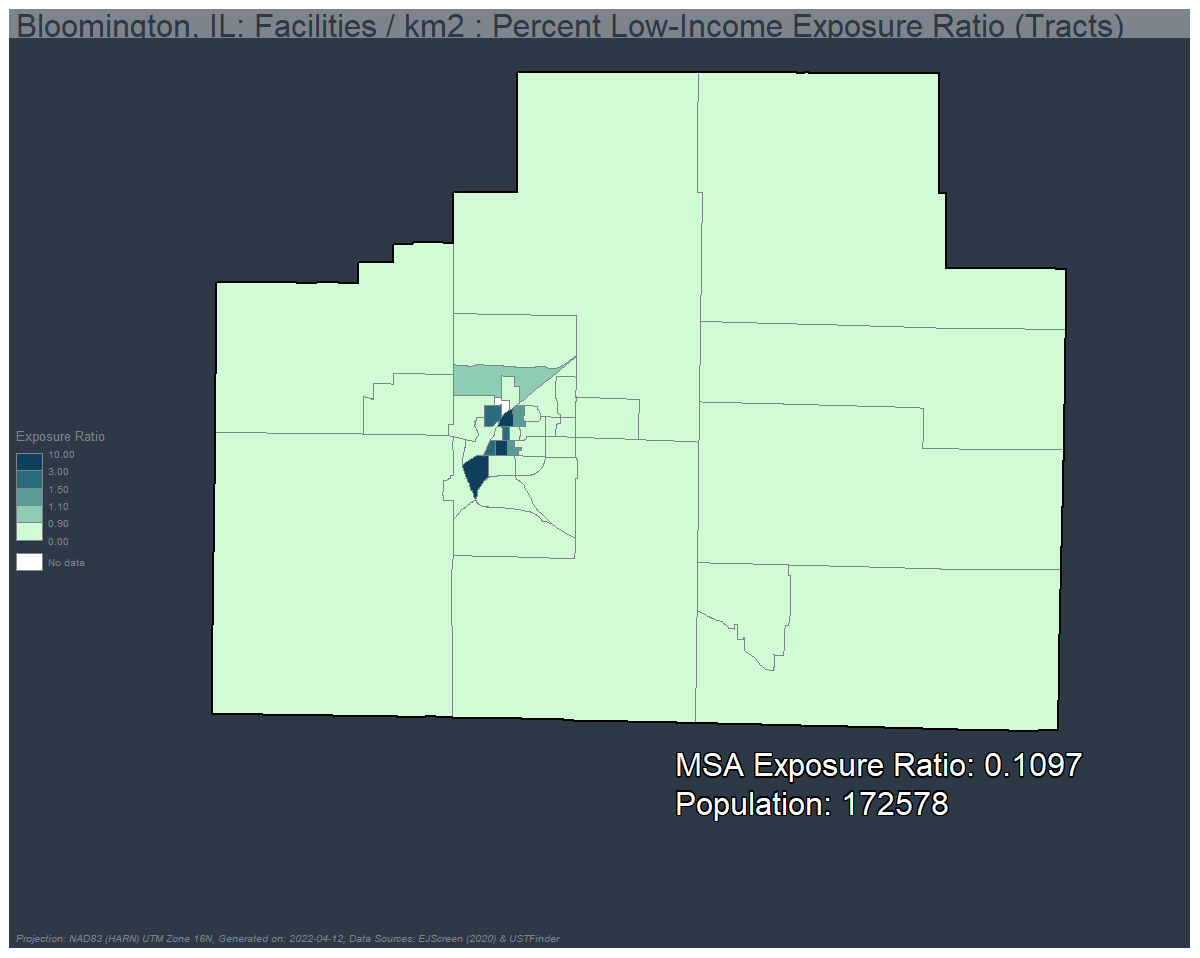 Bloomington, IL: Facilities / km2 : Percent Low-Income Exposure Ratio (Tracts)
Exposure Ratio
10.00
3.00
1.50
1.10
0.90
0.00
No data
MSA Exposure Ratio: 0.1097
Population: 172578
Projection: NAD83 (HARN) UTM Zone 16N, Generated on: 2022-04-12, Data Sources: EJScreen (2020) & USTFinder